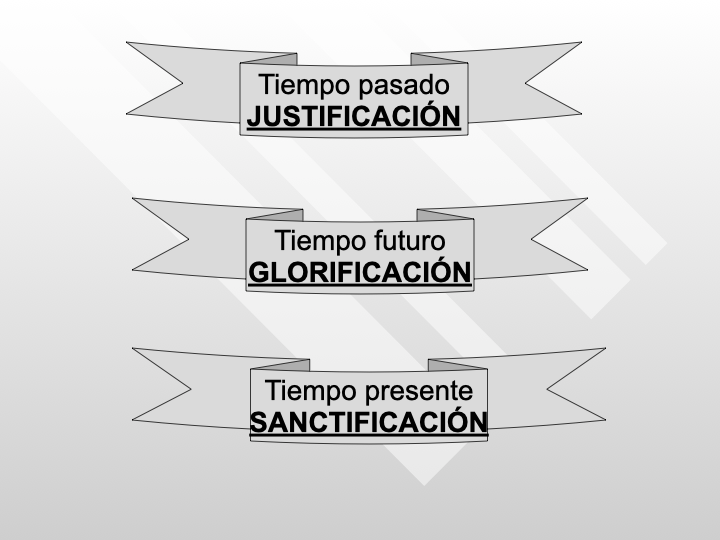 Tiempo pasado
JUSTIFICACIÓN
Tiempo futuro
GLORIFICACIÓN
Tiempo presente
SANCTIFICACIÓN